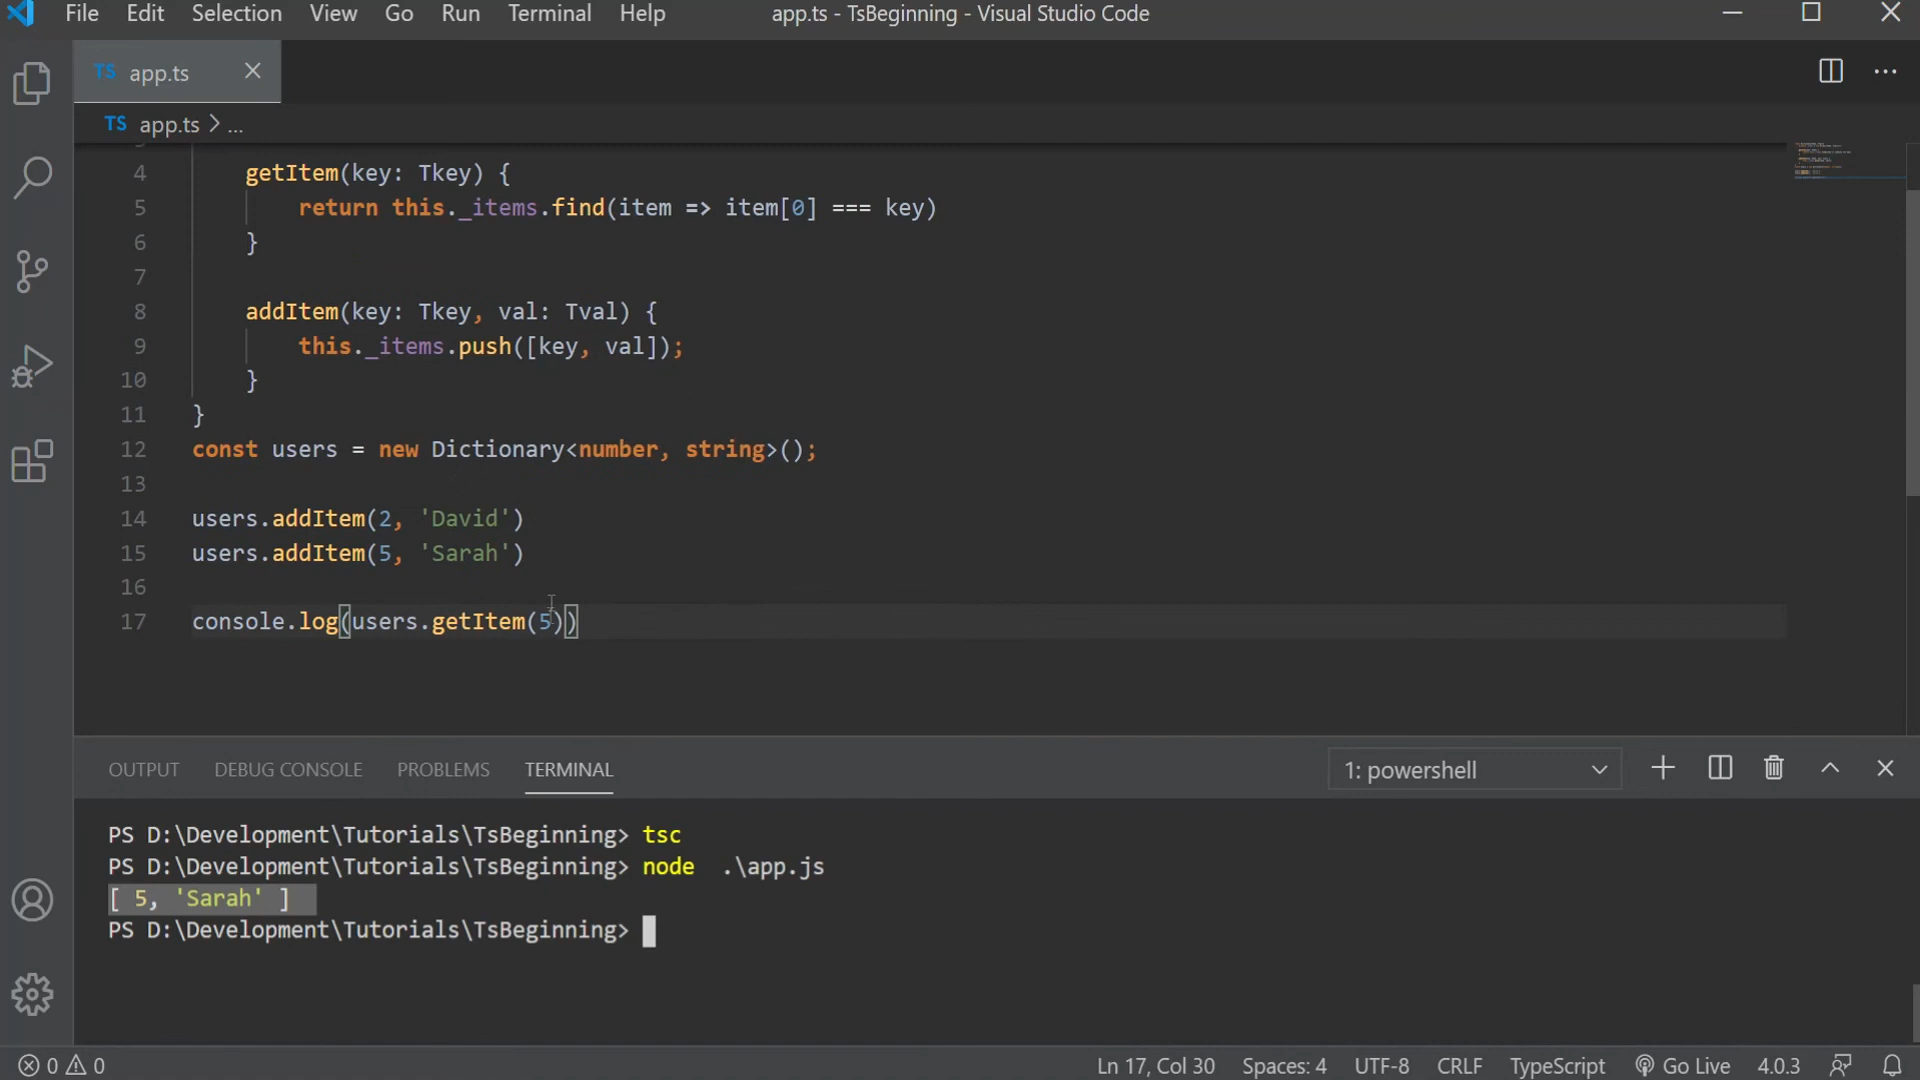 File Edit Selection View Go Run Terminal Help app.ts - TsBeginning - Visual Studio Code
TS app.ts
TS app.ts > ...
4 getItem(key: Tkey) {
5 return this._items.find(item => item[0] === key)
6 }
7
8 addItem(key: Tkey, val: Tval) {
9 this._items.push([key, val]);
10 }
11 }
12 const users = new Dictionary<number, string>();
13
14 users.addItem(2, 'David')
15 users.addItem(5, 'Sarah')
16
17 console.log(users.getItem(5))
OUTPUT DEBUG CONSOLE PROBLEMS TERMINAL 1: powershell
PS D:\Development\Tutorials\TsBeginning> tsc
PS D:\Development\Tutorials\TsBeginning> node .\app.js
[ 5, 'Sarah' ]
PS D:\Development\Tutorials\TsBeginning>
0 0 Ln 17, Col 30 Spaces: 4 UTF-8 CRLF TypeScript Go Live 4.0.3